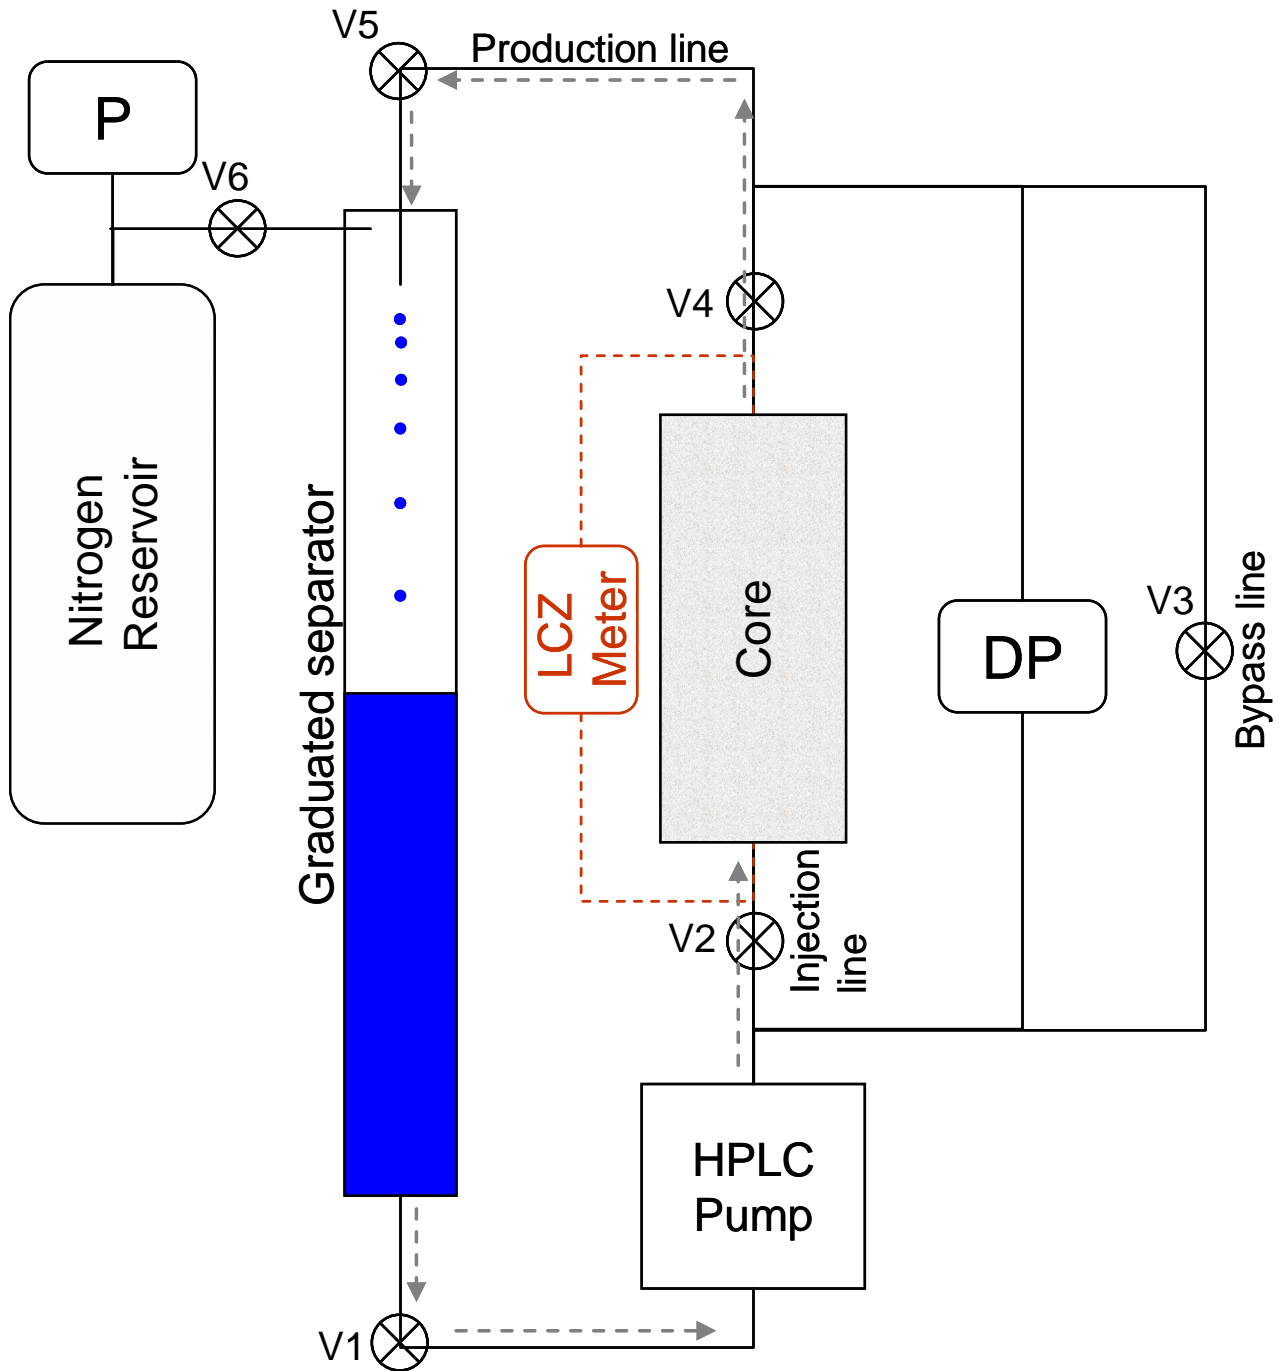 V5
Production line
P
V6
V4
Nitrogen
Reservoir
Graduated separator
LCZ
Meter
Core
DP
V3
Bypass line
V2
Injection
line
HPLC
Pump
V1